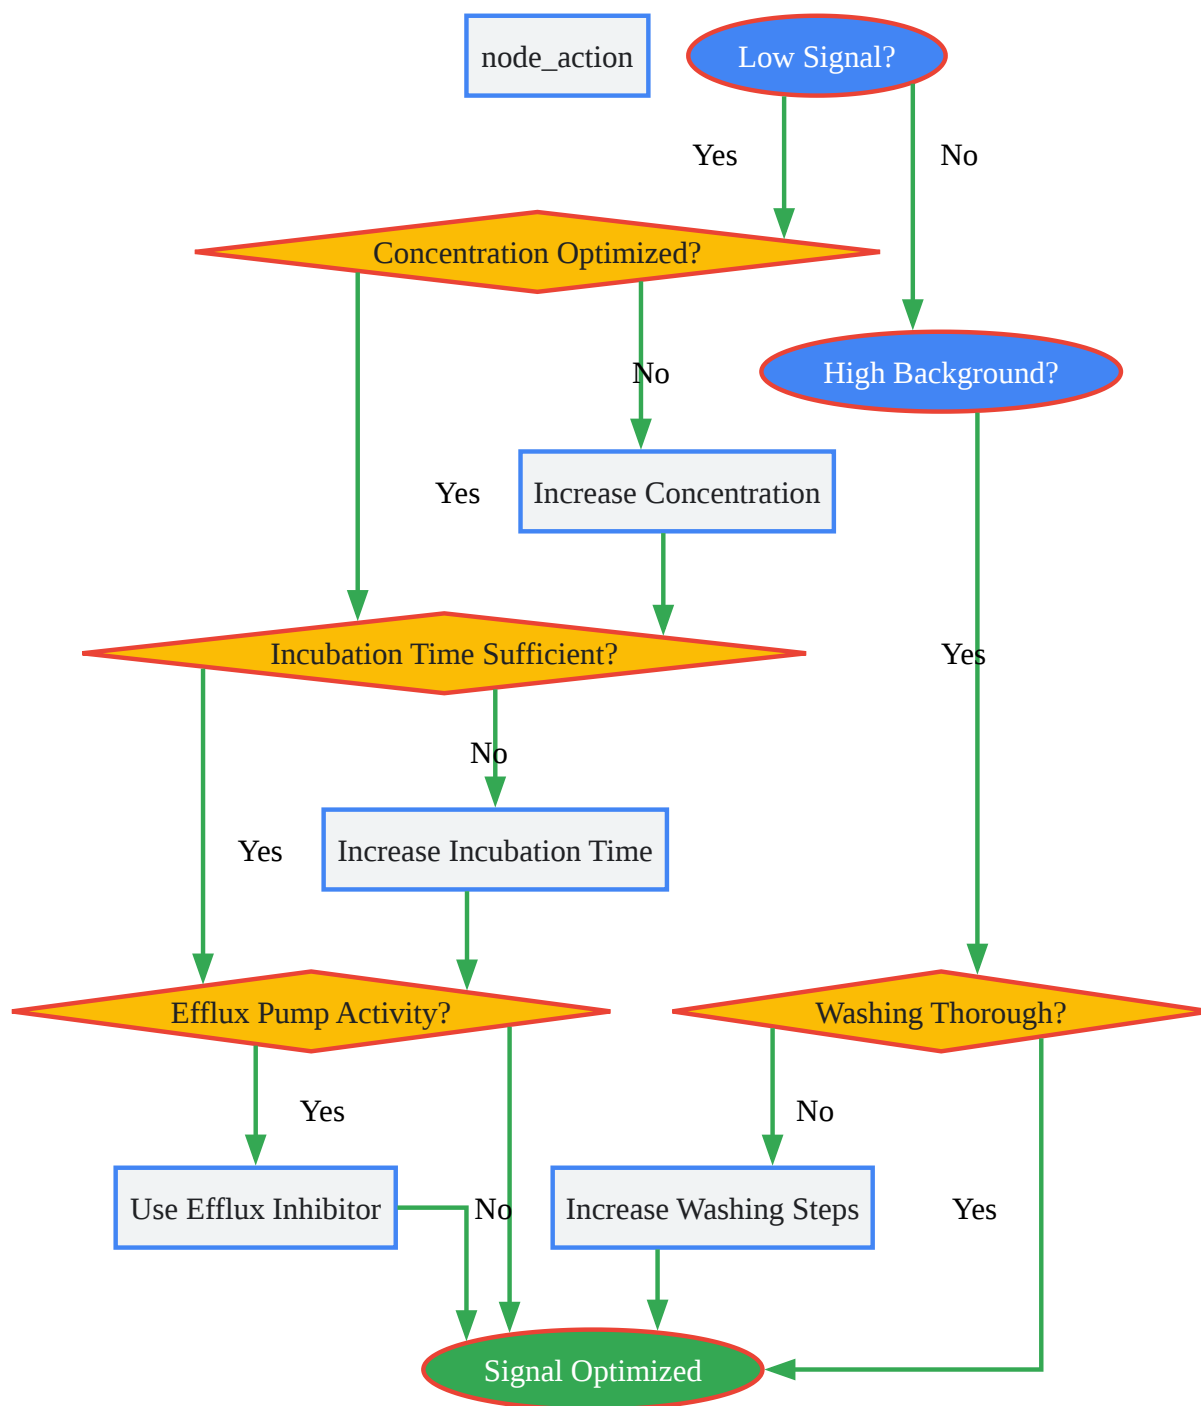 node_action
Low Signal?
Yes
No
Concentration Optimized?
No
High Background?
Yes
Increase Concentration
Incubation Time Sufficient?
Yes
No
Yes
Increase Incubation Time
Efflux Pump Activity?
Washing Thorough?
Yes
No
Use Efflux Inhibitor
No
Increase Washing Steps
Yes
Signal Optimized